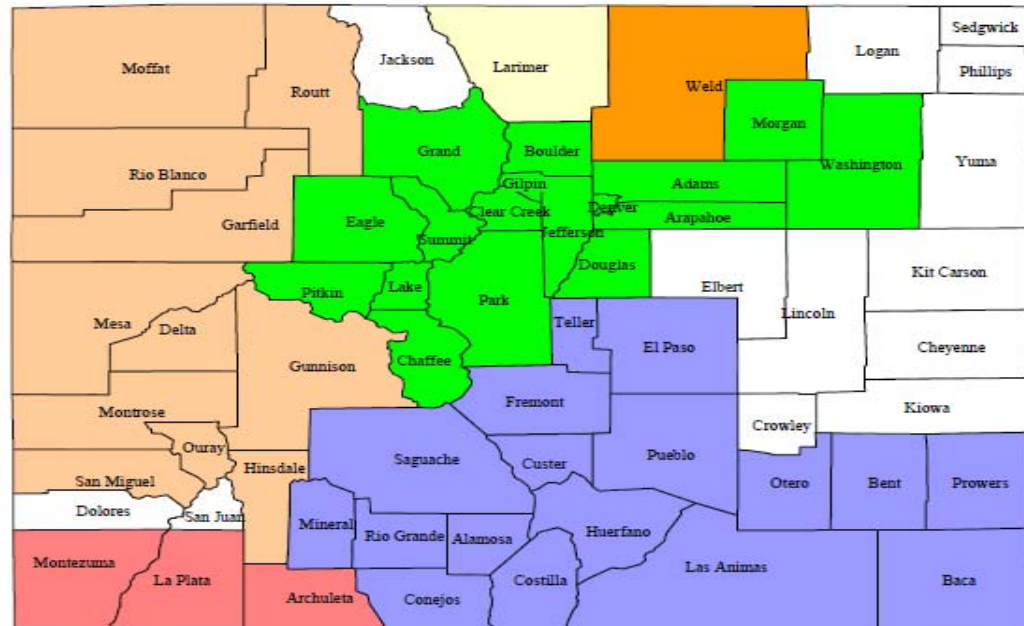 Sedgwick
Logan
Jackson
Larimer
Moffat
Phillips
Weld
Routt
Morgan
Grand
Boulder
Yuma
Washington
Rio Blanco
Gilpin
Adams
Denver
Clear Creek
Arapahoe
Eagle
Garfield
Jefferson
Summit
Douglas
Kit Carson
Lake
Elbert
Pitkin
Park
Lincoln
Mesa
Teller
Delta
El Paso
Cheyenne
Chaffee
Gunnison
Fremont
Kiowa
Montrose
Crowley
Ouray
Pueblo
Saguache
Custer
Hinsdale
San Miguel
Otero
Bent
Prowers
Dolores
San Juan
Mineral
Huerfano
Rio Grande
Alamosa
Montezuma
Las Animas
La Plata
Costilla
Baca
Archuleta
Conejos